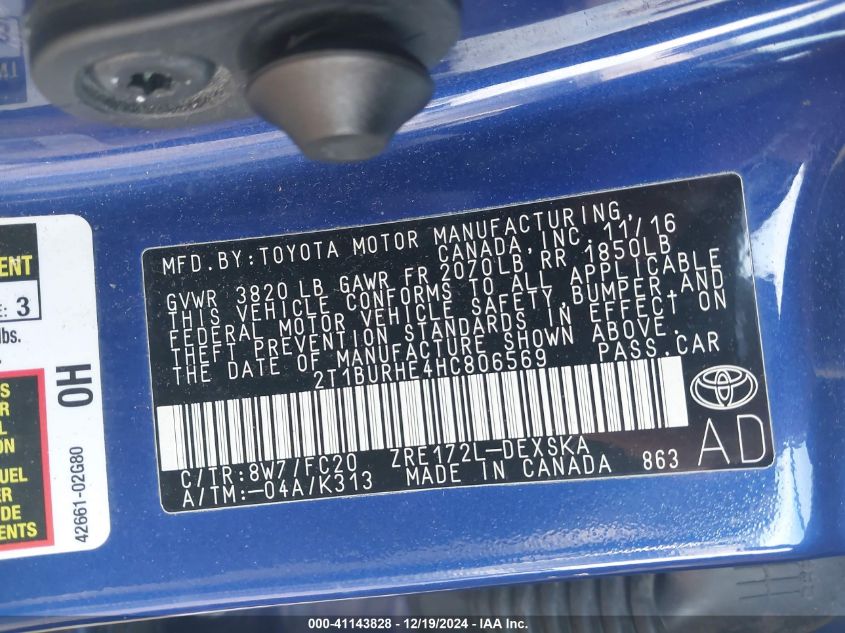 MFD. BY: TOYOTA MOTOR MANUFACTURING,
CANADA, INC. 11/16
GVWR 3820 LB GAWR FR 2070LB RR 1850LB
THIS VEHICLE CONFORMS TO ALL APPLICABLE
FEDERAL MOTOR VEHICLE SAFETY, BUMPER AND
THEFT PREVENTION STANDARDS IN EFFECT ON
THE DATE OF MANUFACTURE SHOWN ABOVE.
2T1BURHE4HC806569 PASS.CAR
C/TR:8W7/FC20 ZRE172L-DEXSKA
A/TM:-04A/K313 MADE IN CANADA 863
AD
3
lbs.
0H
42661-02G80
000-41143828 - 12/19/2024 - IAA Inc.